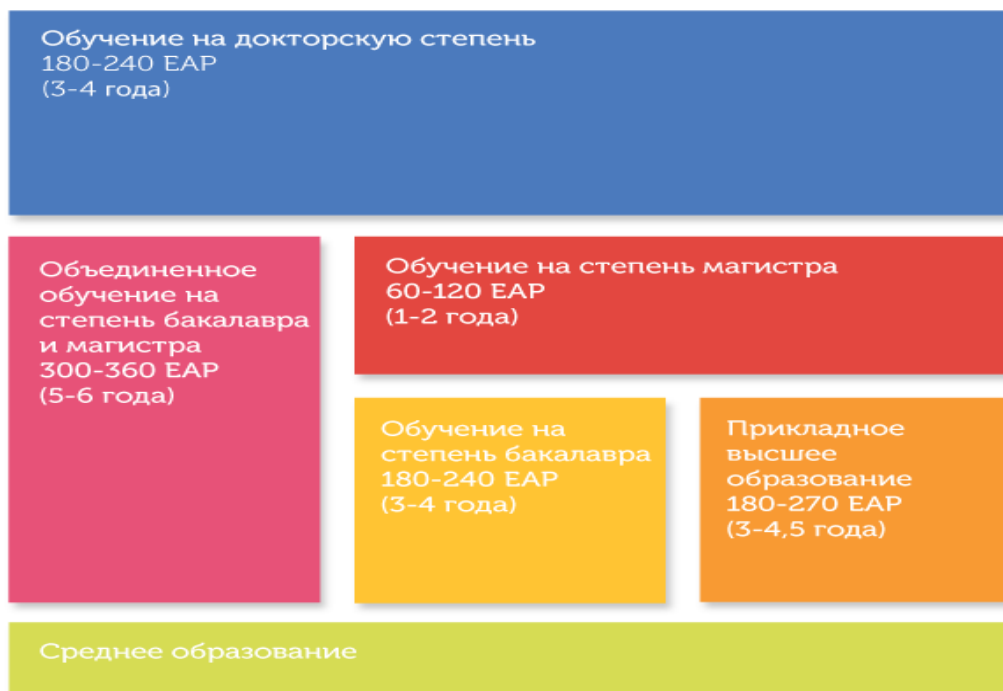 Обучение на докторскую степень
180-240 EAP
(3-4 года)
Объединенное
обучение на
степень бакалавра
и магистра
300-360 EAP
(5-6 года)
Обучение на степень магистра
60-120 EAP
(1-2 года)
Обучение на
степень бакалавра
180-240 EAP
(3-4 года)
Прикладное
высшее
образование
180-270 EAP
(3-4,5 года)
Среднее образование